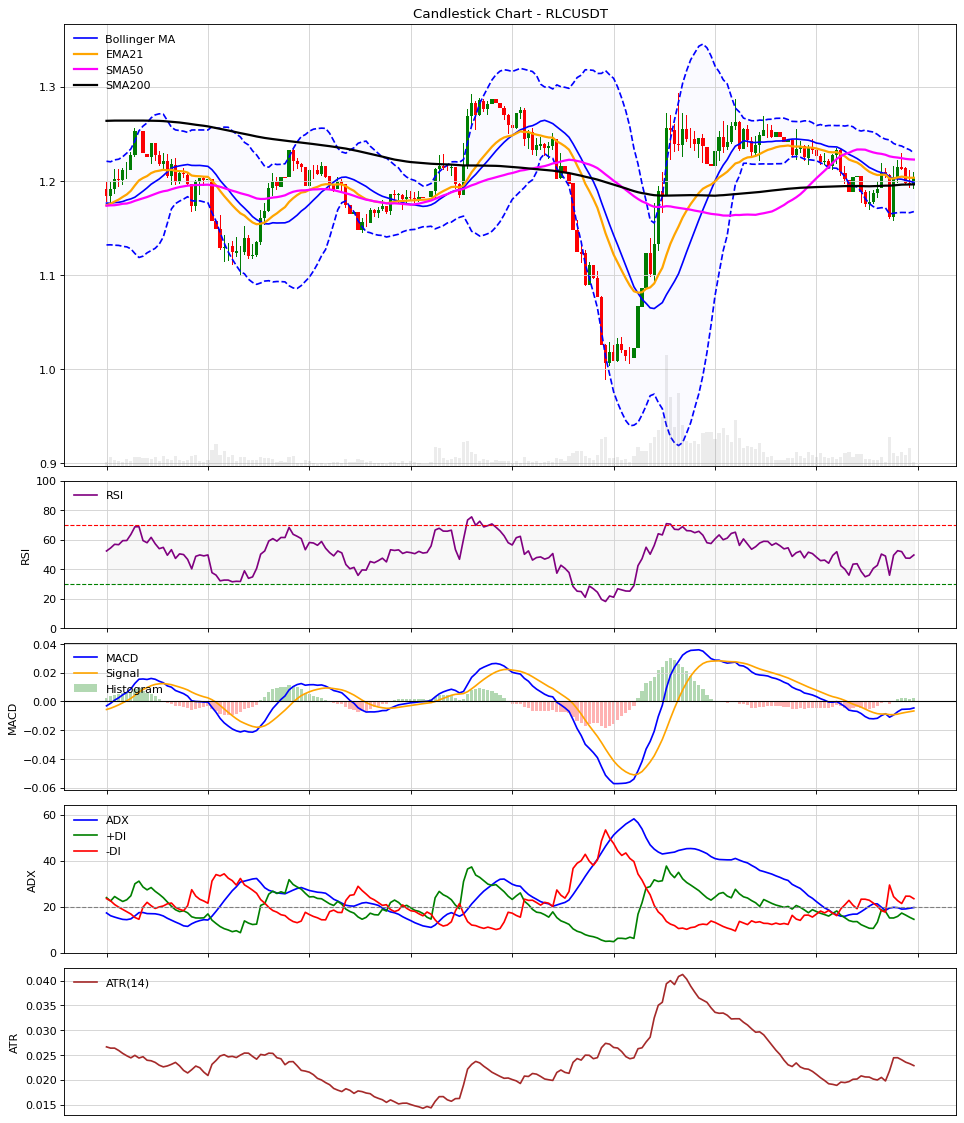 Candlestick Chart - RLCUSDT
Bollinger MA
EMA21
SMA50
SMA200
1.3
1.2
1.1
1.0
0.9
RSI
100
80
60
40
20
0
RSI
MACD
Signal
Histogram
0.04
0.02
0.00
−0.02
−0.04
−0.06
MACD
ADX
+DI
-DI
60
40
20
0
ADX
ATR(14)
0.040
0.035
0.030
0.025
0.020
0.015
ATR